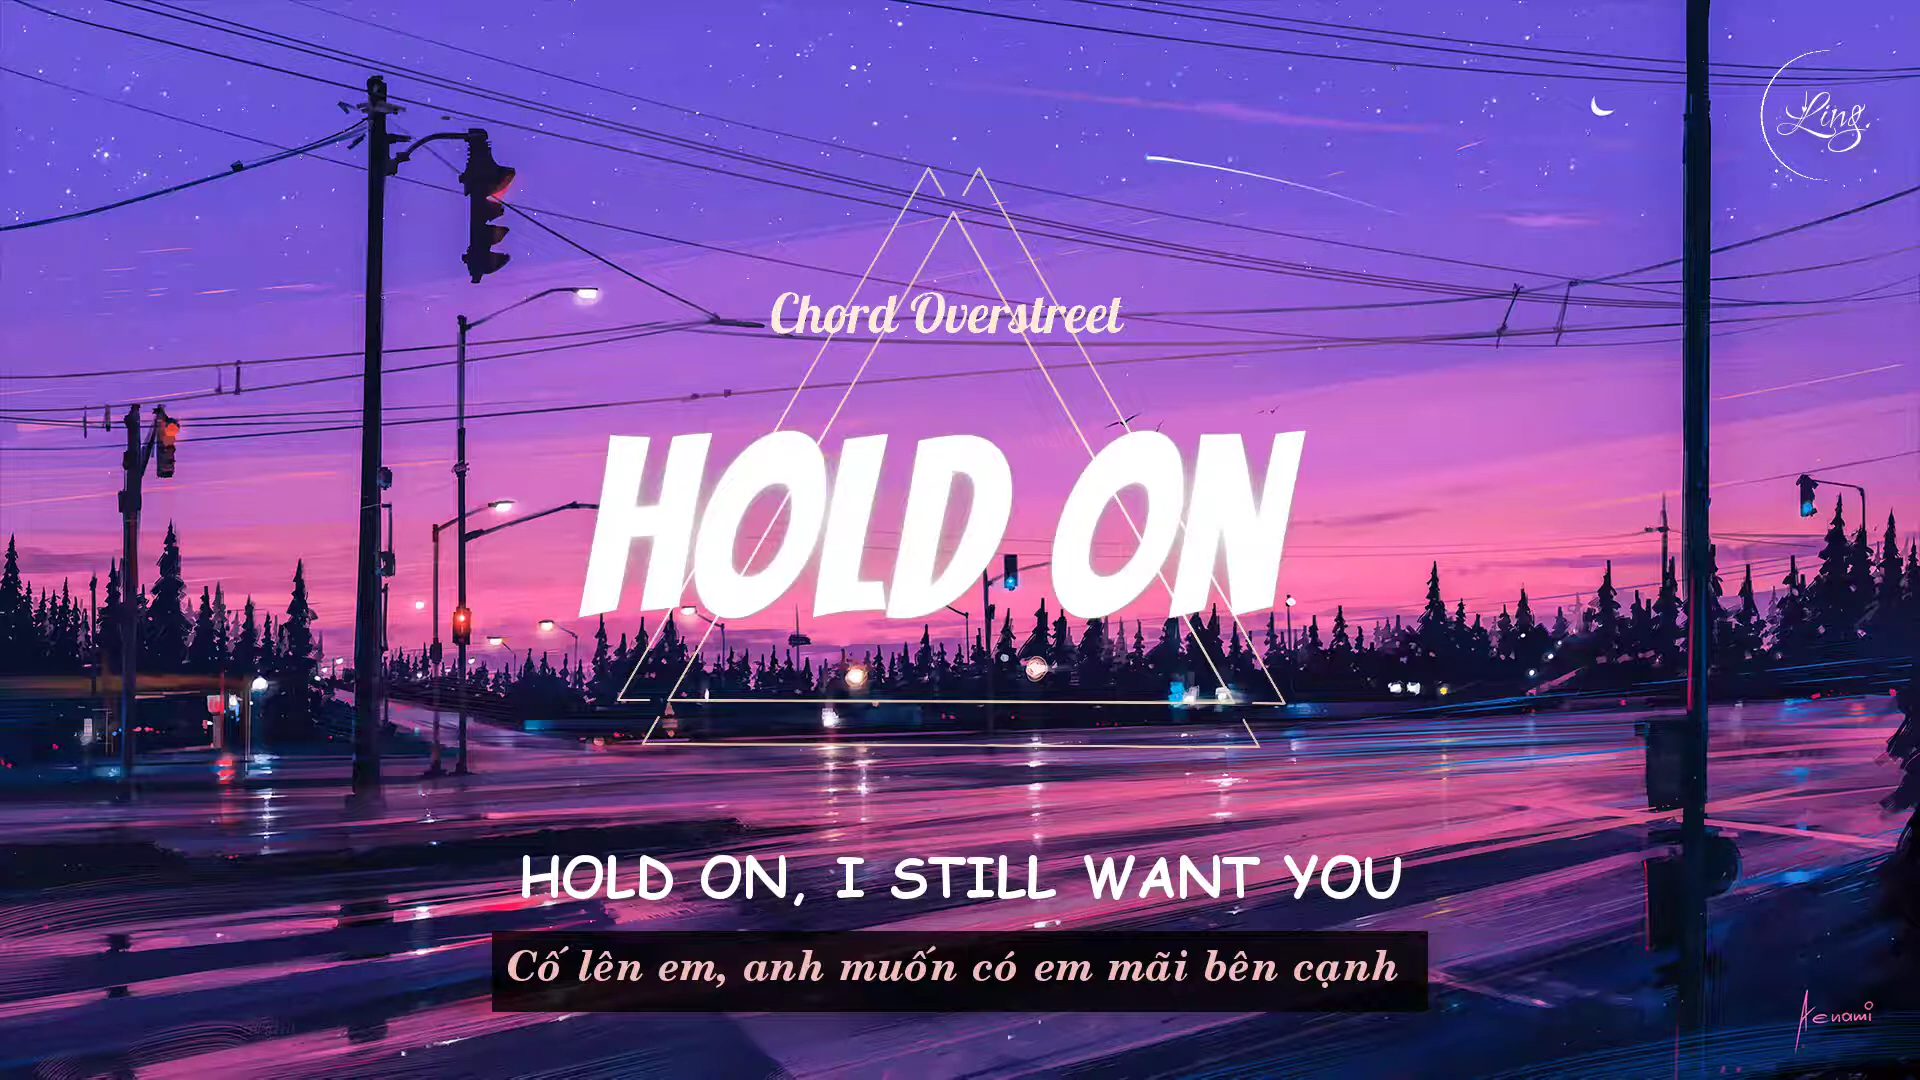 Ling
Chord Overstreet
HOLD ON
HOLD ON, I STILL WANT YOU
Cố lên em, anh muốn có em mãi bên cạnh
Aenami